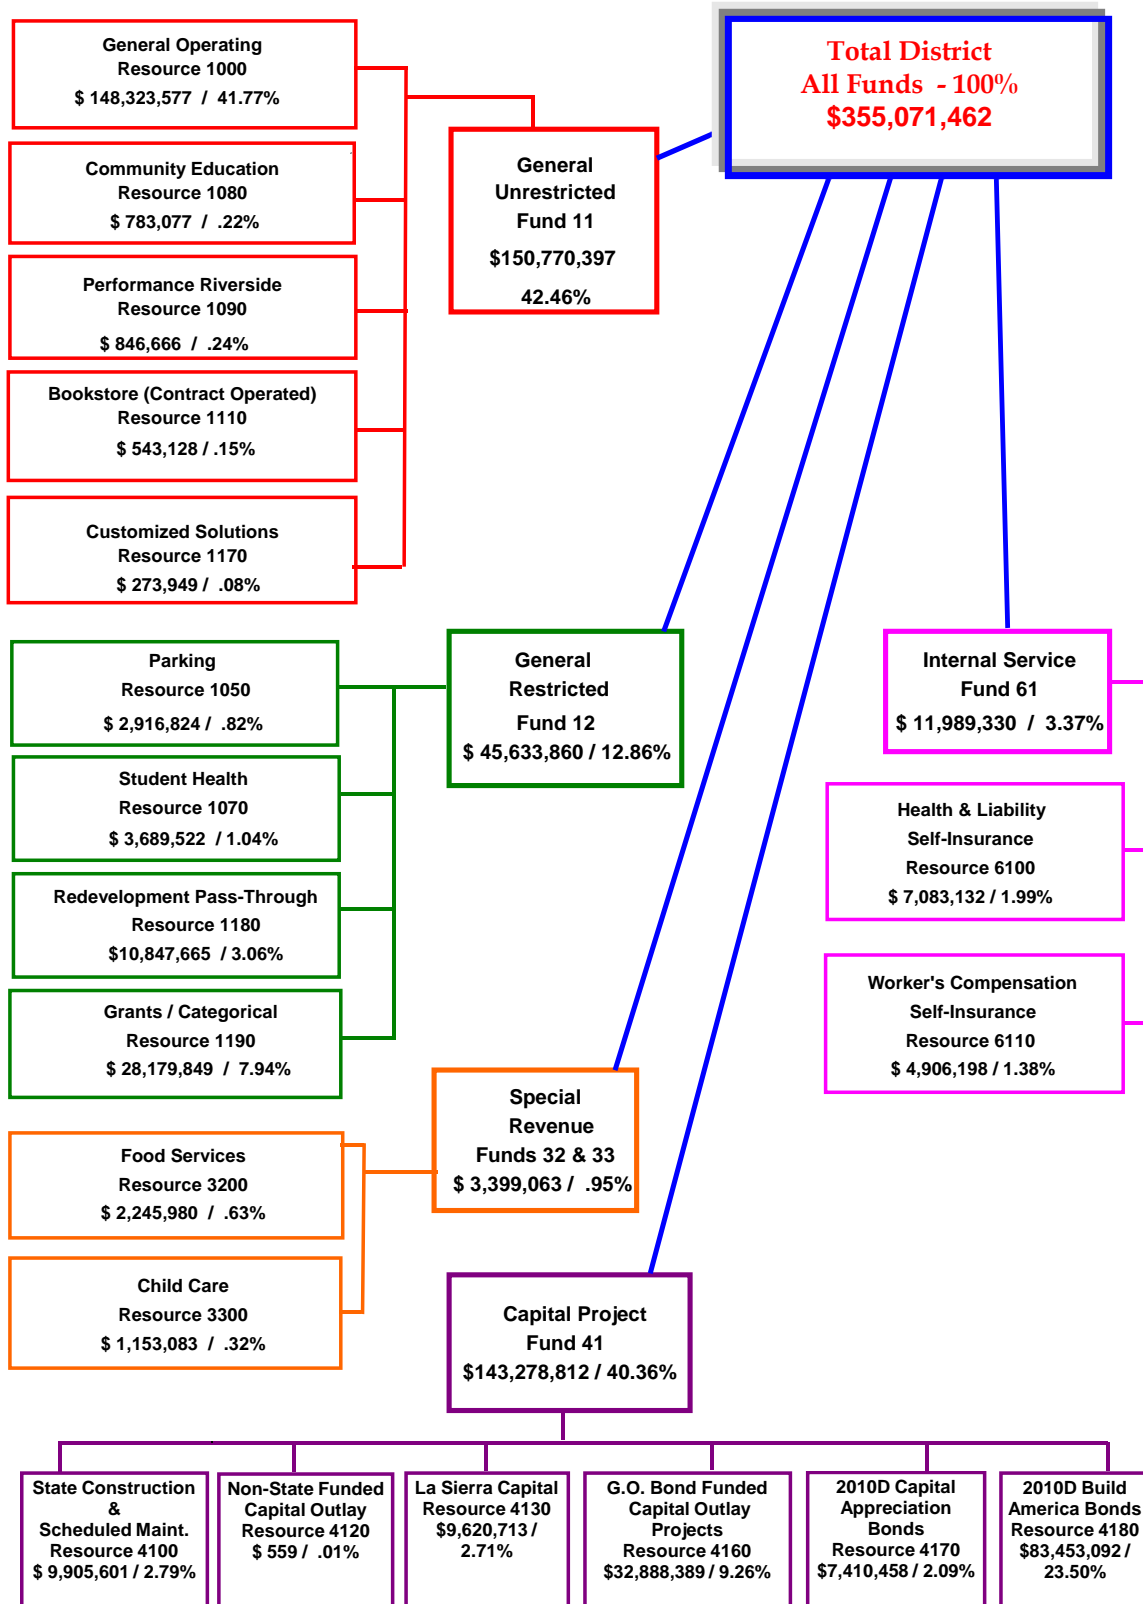 Total District
All Funds - 100%
$355,071,462
General Operating
Resource 1000
$ 148,323,577 / 41.77%
Community Education
Resource 1080
$ 783,077 / .22%
Performance Riverside
Resource 1090
$ 846,666 / .24%
Bookstore (Contract Operated)
Resource 1110
$ 543,128 / .15%
Customized Solutions
Resource 1170
$ 273,949 / .08%
General
Unrestricted
Fund 11
$150,770,397
42.46%
Parking
Resource 1050
$ 2,916,824 / .82%
Student Health
Resource 1070
$ 3,689,522 / 1.04%
Redevelopment Pass-Through
Resource 1180
$10,847,665 / 3.06%
Grants / Categorical
Resource 1190
$ 28,179,849 / 7.94%
General
Restricted
Fund 12
$ 45,633,860 / 12.86%
Internal Service
Fund 61
$ 11,989,330 / 3.37%
Health & Liability
Self-Insurance
Resource 6100
$ 7,083,132 / 1.99%
Worker's Compensation
Self-Insurance
Resource 6110
$ 4,906,198 / 1.38%
Special
Revenue
Funds 32 & 33
$ 3,399,063 / .95%
Food Services
Resource 3200
$ 2,245,980 / .63%
Child Care
Resource 3300
$ 1,153,083 / .32%
Capital Project
Fund 41
$143,278,812 / 40.36%
State Construction
&
Scheduled Maint.
Resource 4100
$ 9,905,601 / 2.79%
Non-State Funded
Capital Outlay
Resource 4120
$ 559 / .01%
La Sierra Capital
Resource 4130
$9,620,713 /
2.71%
G.O. Bond Funded
Capital Outlay
Projects
Resource 4160
$32,888,389 / 9.26%
2010D Capital
Appreciation
Bonds
Resource 4170
$7,410,458 / 2.09%
2010D Build
America Bonds
Resource 4180
$83,453,092 /
23.50%